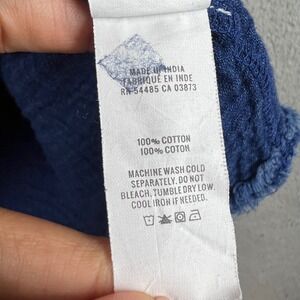 MADE OF INDIA
FABRIQUÉ EN INDE
RN 54485 CA 03873
100% COTTON
100% COTON
MACHINE WASH COLD
SEPARATELY. DO NOT
BLEACH. TUMBLE DRY LOW.
COOL IRON IF NEEDED.